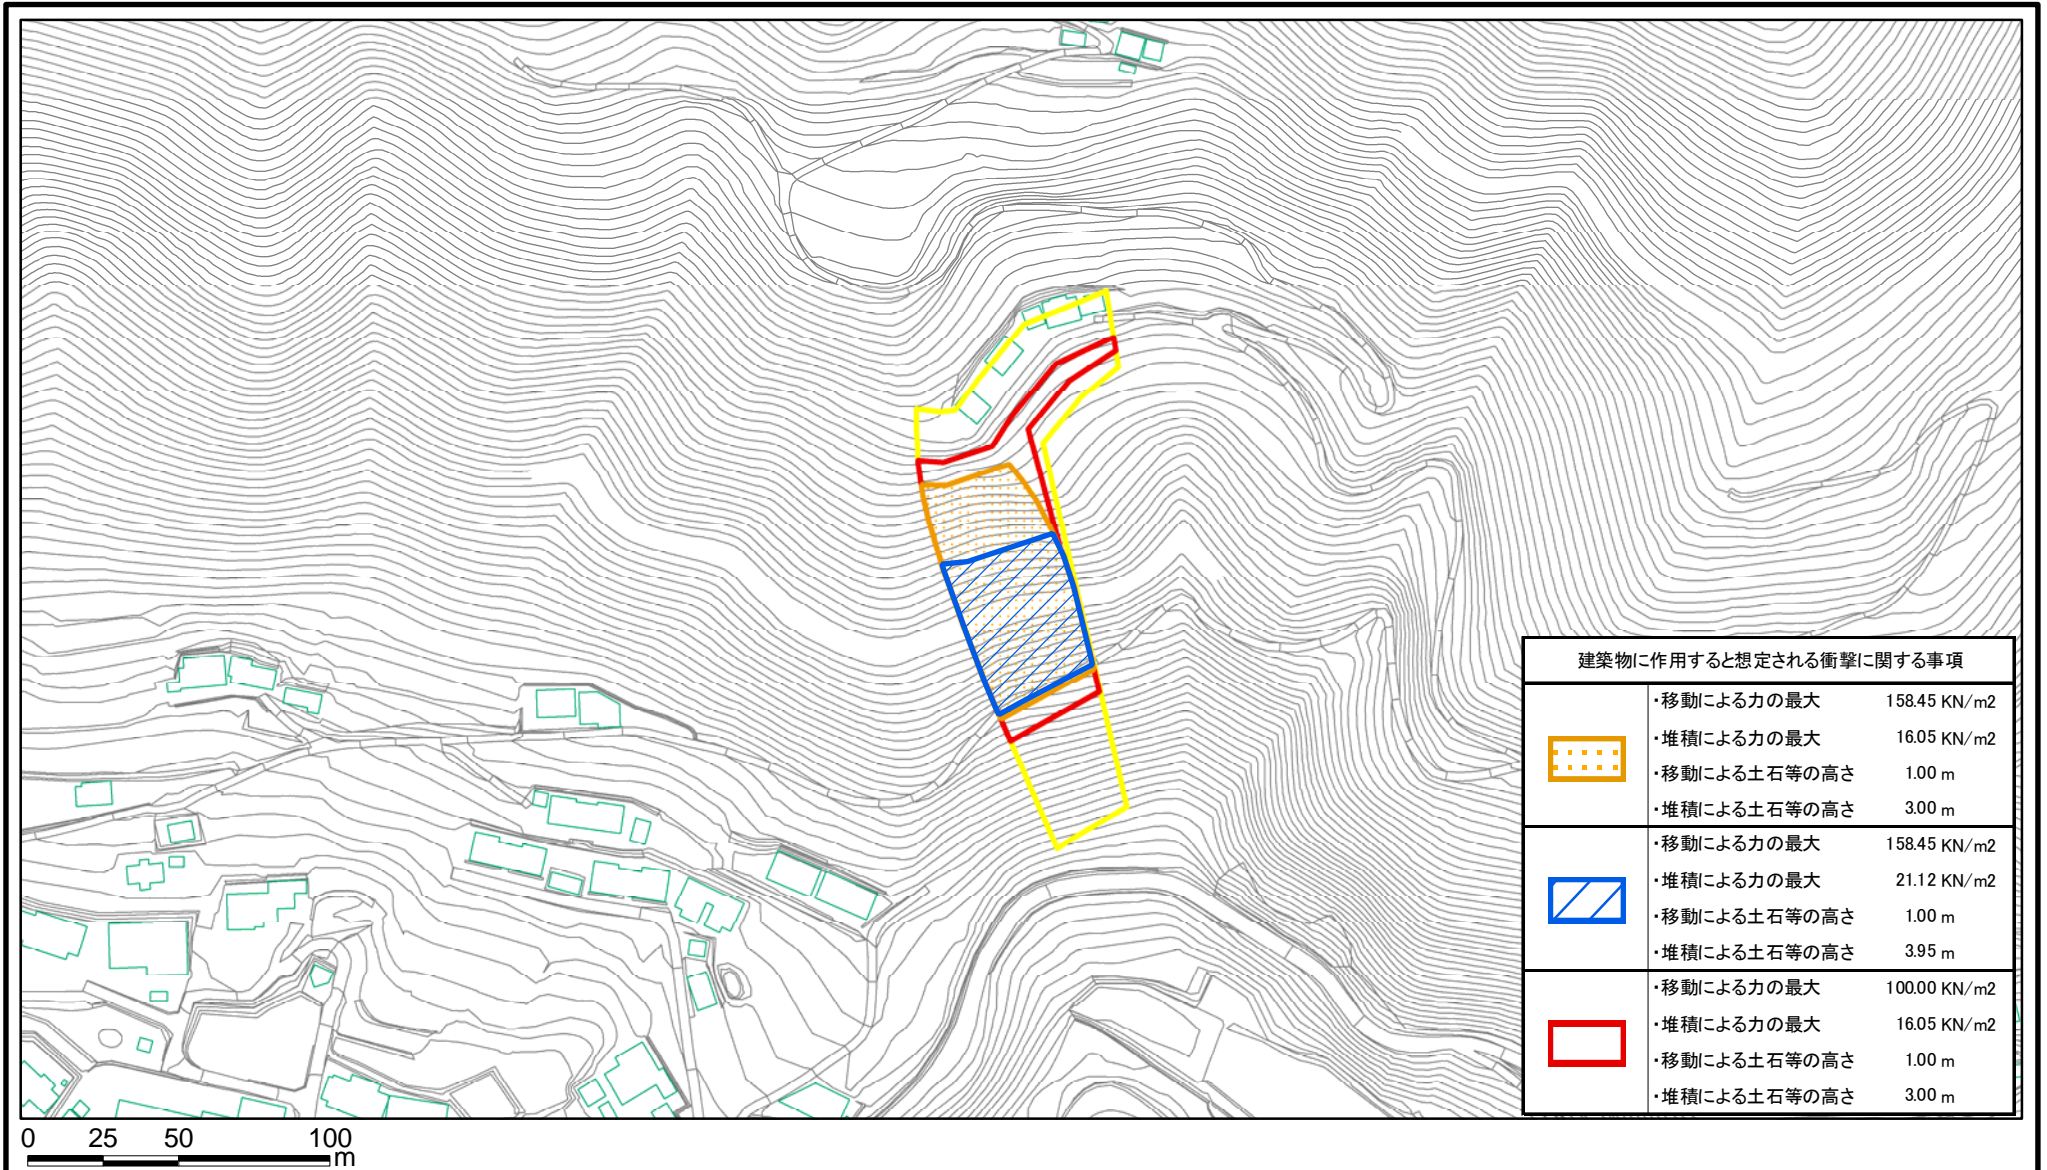 建築物に作用すると想定される衝撃に関する事項
・移動による力の最大 158.45 KN/m2
・堆積による力の最大 16.05 KN/m2
・移動による土石等の高さ 1.00 m
・堆積による土石等の高さ 3.00 m
・移動による力の最大 158.45 KN/m2
・堆積による力の最大 21.12 KN/m2
・移動による土石等の高さ 1.00 m
・堆積による土石等の高さ 3.95 m
・移動による力の最大 100.00 KN/m2
・堆積による力の最大 16.05 KN/m2
・移動による土石等の高さ 1.00 m
・堆積による土石等の高さ 3.00 m
0 25 50 100
m